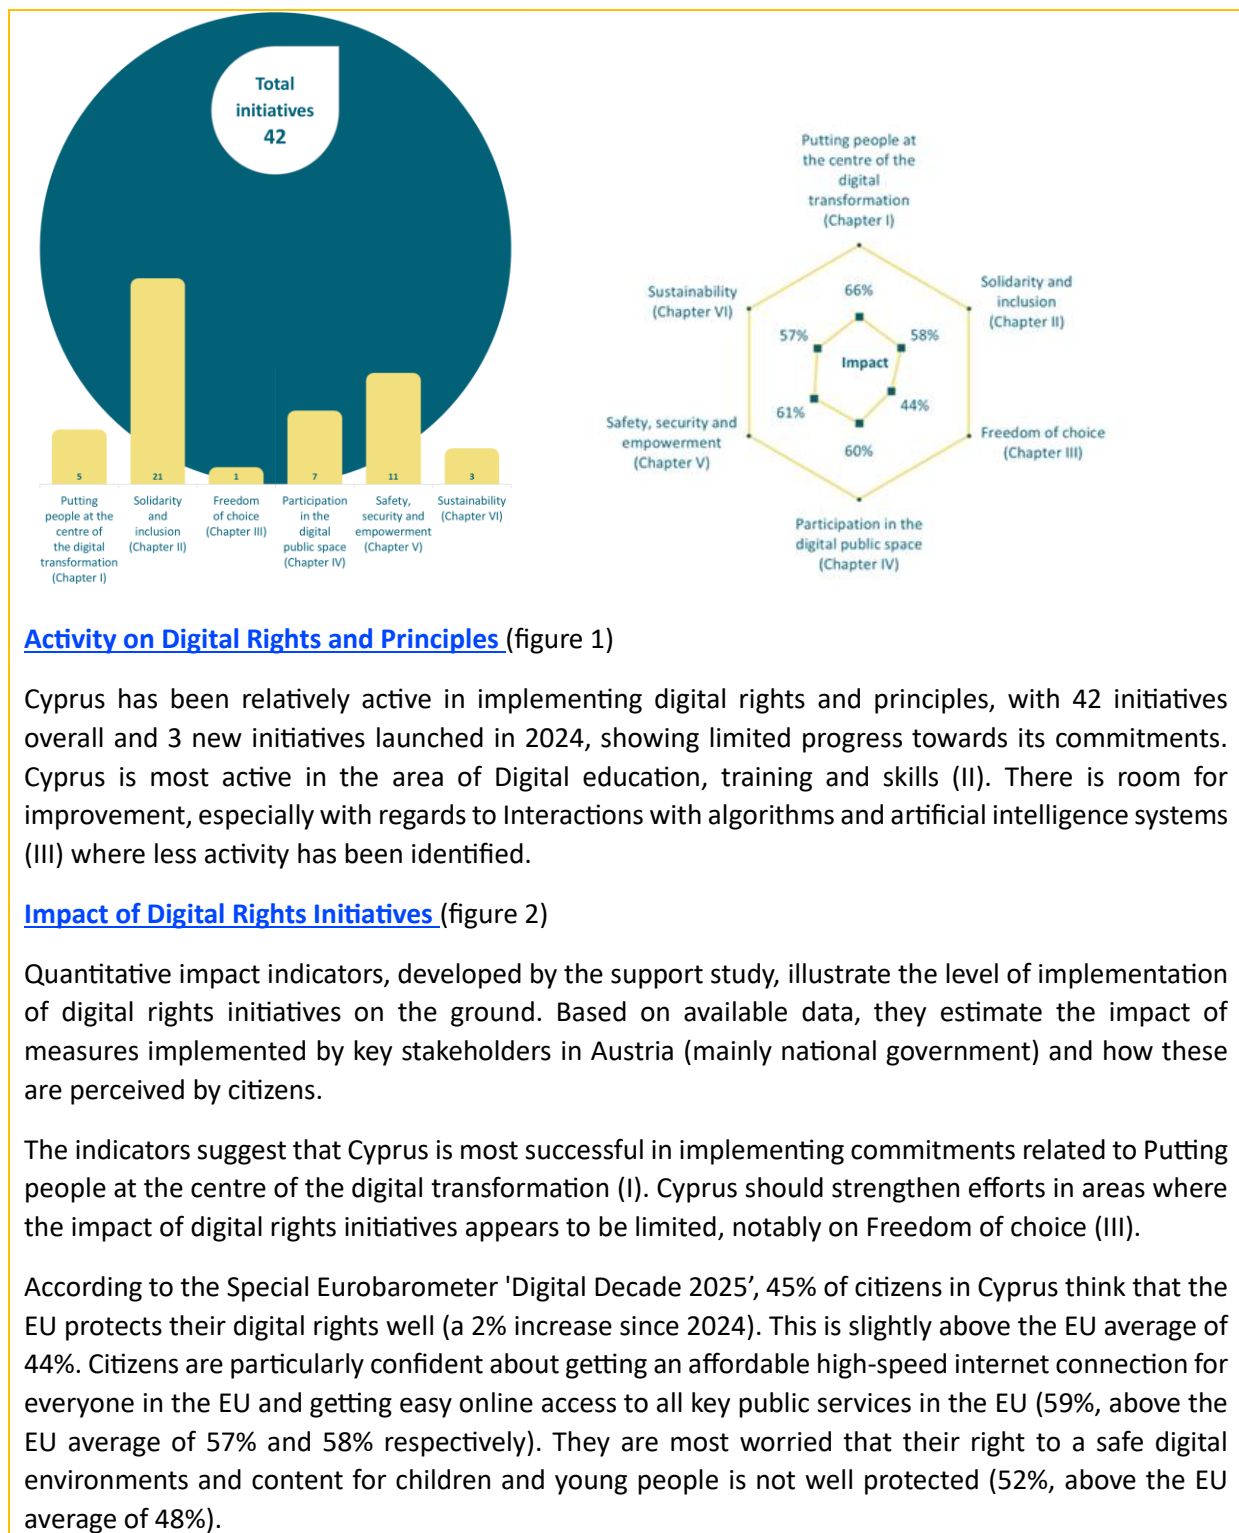 Total
initiatives
42
5
21
1
7
11
3
Putting
people at the
centre of
the digital
transformation
(Chapter I)
Solidarity
and
inclusion
(Chapter II)
Freedom
of choice
(Chapter III)
Participation
in the
digital
public space
(Chapter IV)
Safety,
security and
empowerment
(Chapter V)
Sustainability
(Chapter VI)
Putting people at
the centre of the
digital
transformation
(Chapter I)
Solidarity and
inclusion
(Chapter II)
Freedom of choice
(Chapter III)
Participation in the
digital public space
(Chapter IV)
Safety, security and
empowerment
(Chapter V)
Sustainability
(Chapter VI)
66%
58%
44%
60%
61%
57%
Impact
Activity on Digital Rights and Principles (figure 1)
Cyprus has been relatively active in implementing digital rights and principles, with 42 initiatives
overall and 3 new initiatives launched in 2024, showing limited progress towards its commitments.
Cyprus is most active in the area of Digital education, training and skills (II). There is room for
improvement, especially with regards to Interactions with algorithms and artificial intelligence systems
(III) where less activity has been identified.
Impact of Digital Rights Initiatives (figure 2)
Quantitative impact indicators, developed by the support study, illustrate the level of implementation
of digital rights initiatives on the ground. Based on available data, they estimate the impact of
measures implemented by key stakeholders in Austria (mainly national government) and how these
are perceived by citizens.
The indicators suggest that Cyprus is most successful in implementing commitments related to Putting
people at the centre of the digital transformation (I). Cyprus should strengthen efforts in areas where
the impact of digital rights initiatives appears to be limited, notably on Freedom of choice (III).
According to the Special Eurobarometer 'Digital Decade 2025’, 45% of citizens in Cyprus think that the
EU protects their digital rights well (a 2% increase since 2024). This is slightly above the EU average of
44%. Citizens are particularly confident about getting an affordable high-speed internet connection for
everyone in the EU and getting easy online access to all key public services in the EU (59%, above the
EU average of 57% and 58% respectively). They are most worried that their right to a safe digital
environments and content for children and young people is not well protected (52%, above the EU
average of 48%).